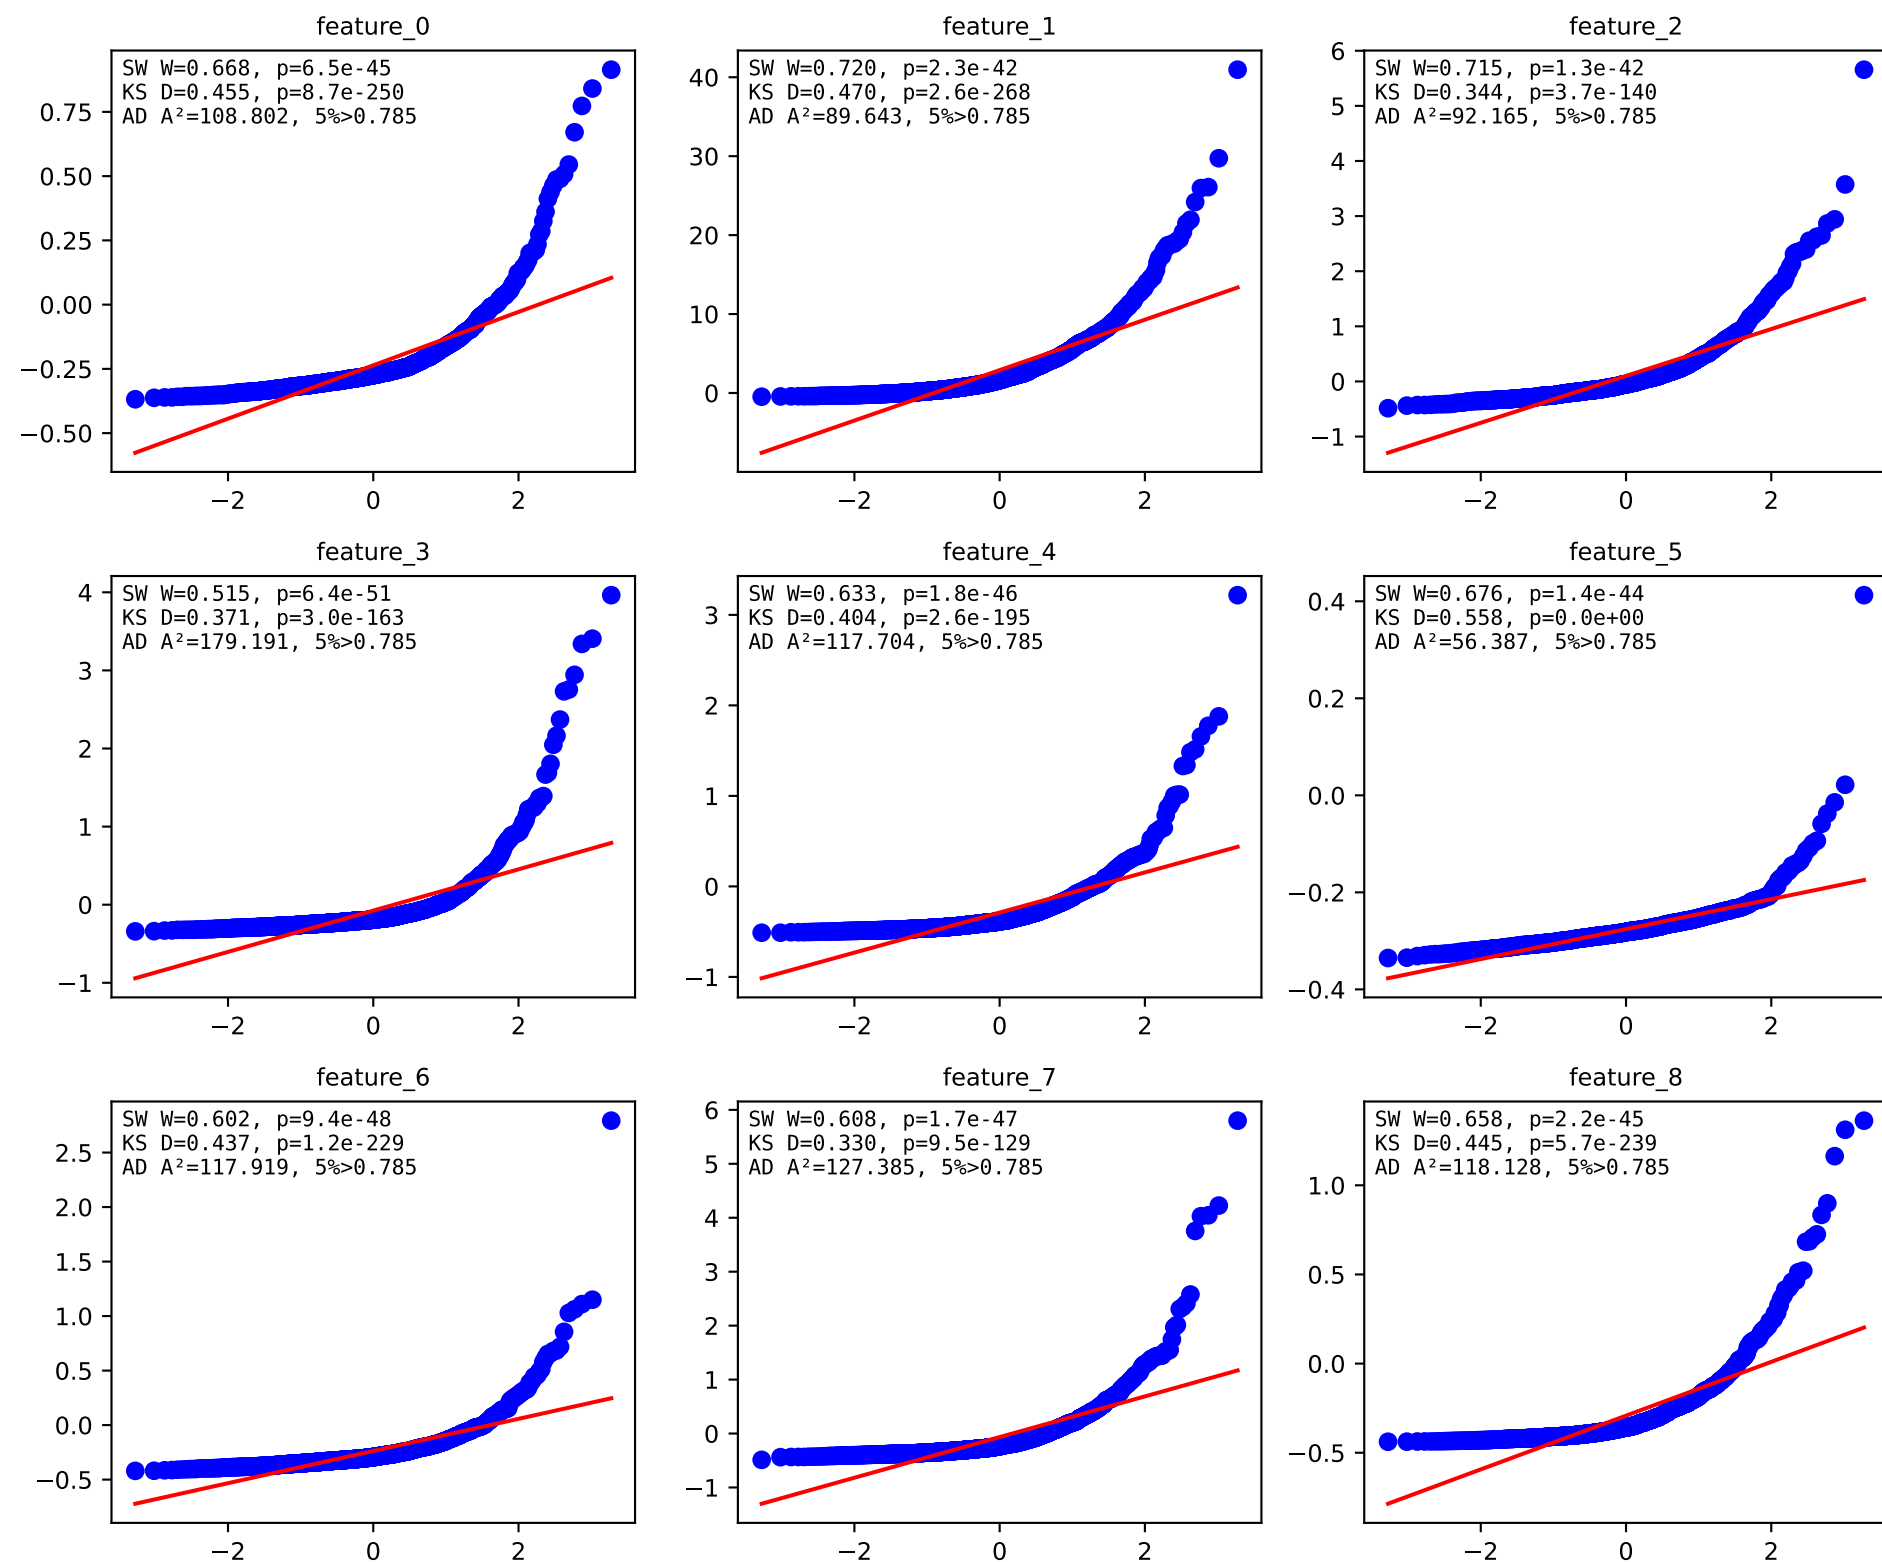 feature_0
SW W=0.668, p=6.5e-45
KS D=0.455, p=8.7e-250
AD A²=108.802, 5%>0.785
0.75
0.50
0.25
0.00
−0.25
−0.50
−2 0 2
feature_1
SW W=0.720, p=2.3e-42
KS D=0.470, p=2.6e-268
AD A²=89.643, 5%>0.785
40
30
20
10
0
−2 0 2
feature_2
SW W=0.715, p=1.3e-42
KS D=0.344, p=3.7e-140
AD A²=92.165, 5%>0.785
6
5
4
3
2
1
0
−1
−2 0 2
feature_3
SW W=0.515, p=6.4e-51
KS D=0.371, p=3.0e-163
AD A²=179.191, 5%>0.785
4
3
2
1
0
−1
−2 0 2
feature_4
SW W=0.633, p=1.8e-46
KS D=0.404, p=2.6e-195
AD A²=117.704, 5%>0.785
3
2
1
0
−1
−2 0 2
feature_5
SW W=0.676, p=1.4e-44
KS D=0.558, p=0.0e+00
AD A²=56.387, 5%>0.785
0.4
0.2
0.0
−0.2
−0.4
−2 0 2
feature_6
SW W=0.602, p=9.4e-48
KS D=0.437, p=1.2e-229
AD A²=117.919, 5%>0.785
2.5
2.0
1.5
1.0
0.5
0.0
−0.5
−2 0 2
feature_7
SW W=0.608, p=1.7e-47
KS D=0.330, p=9.5e-129
AD A²=127.385, 5%>0.785
6
5
4
3
2
1
0
−1
−2 0 2
feature_8
SW W=0.658, p=2.2e-45
KS D=0.445, p=5.7e-239
AD A²=118.128, 5%>0.785
1.0
0.5
0.0
−0.5
−2 0 2